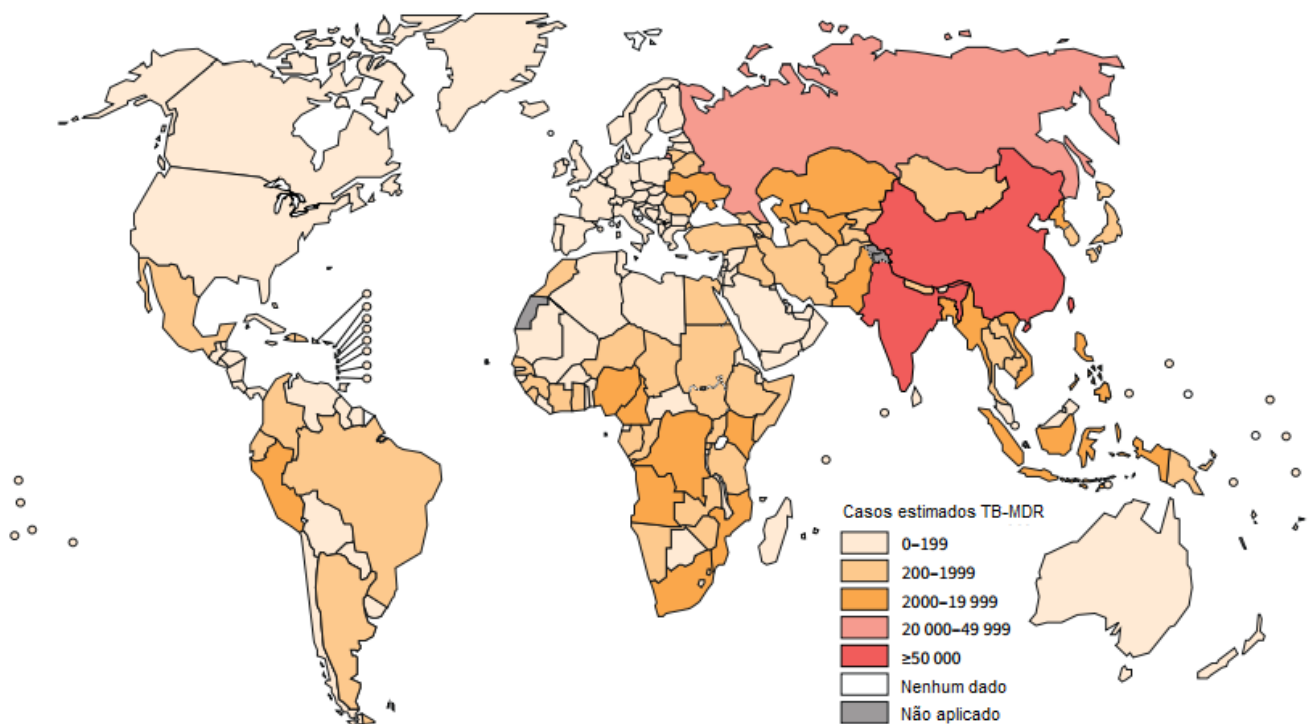 Casos estimados TB-MDR
0–199
200–1999
2000–19 999
20 000–49 999
≥50 000
Nenhum dado
Não aplicado